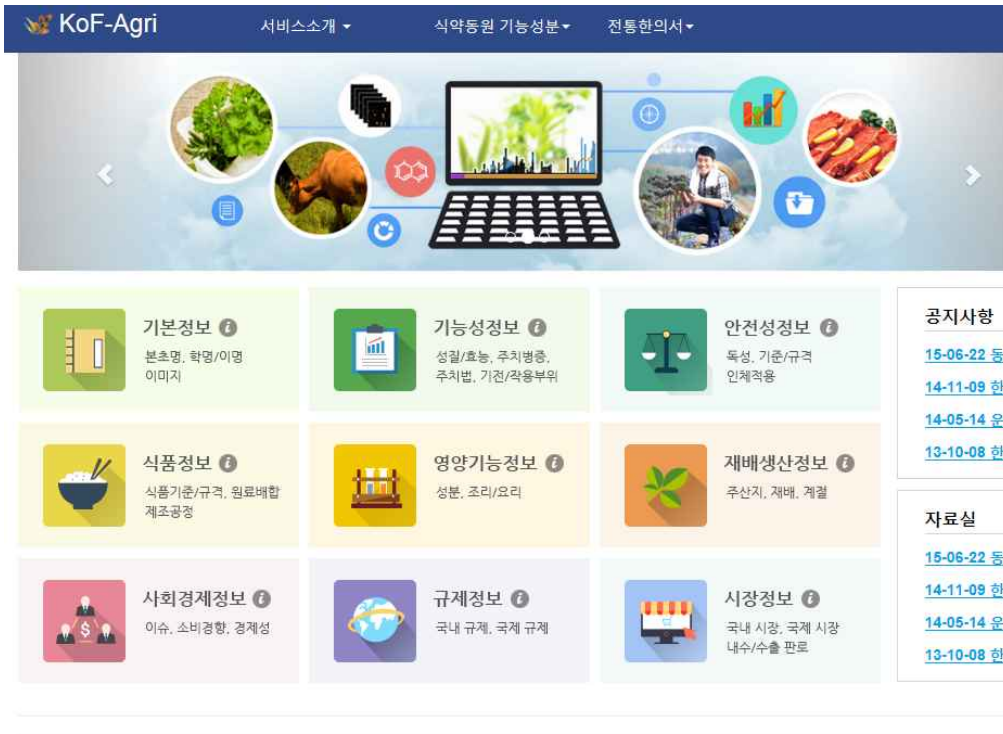 KoF-Agri
서비스소개
식약동원 기능성분
전통한의서
기본정보
본초명, 학명/이명
이미지
기능성정보
성질/효능, 주치병증,
주치법, 기전/작용부위
안전성정보
독성, 기준/규격
인체적용
식품정보
식품기준/규격, 원료배합
제조공정
영양기능정보
성분, 조리/요리
재배생산정보
주산지, 재배, 계절
사회경제정보
이슈, 소비경향, 경제성
규제정보
국내 규제, 국제 규제
시장정보
국내 시장, 국제 시장
내수/수출 판로
공지사항
15-06-22 동
14-11-09 한
14-05-14 운
13-10-08 한
자료실
15-06-22 동
14-11-09 한
14-05-14 운
13-10-08 한